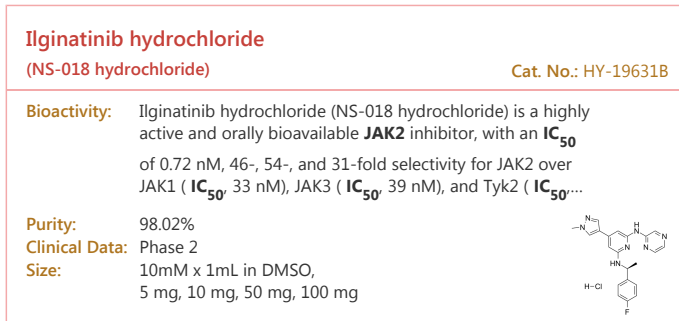 Ilginatinib hydrochloride
(NS-018 hydrochloride) Cat. No.: HY-19631B
Bioactivity: Ilginatinib hydrochloride (NS-018 hydrochloride) is a highly
active and orally bioavailable JAK2 inhibitor, with an IC50
of 0.72 nM, 46-, 54-, and 31-fold selectivity for JAK2 over
JAK1 ( IC50, 33 nM), JAK3 ( IC50, 39 nM), and Tyk2 ( IC50,...
Purity: 98.02%
Clinical Data: Phase 2
Size: 10mM x 1mL in DMSO,
5 mg, 10 mg, 50 mg, 100 mg
N
N
H
N
N
N
N
HN
H-Cl
F